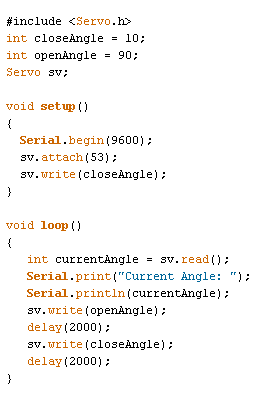 #include <Servo.h>
int closeAngle = 10;
int openAngle = 90;
Servo sv;

void setup()
{
  Serial.begin(9600);
  sv.attach(53);
  sv.write(closeAngle);
}

void loop()
{
   int currentAngle = sv.read();
   Serial.print("Current Angle: ");
   Serial.println(currentAngle);
   sv.write(openAngle);
   delay(2000);
   sv.write(closeAngle);
   delay(2000);
}